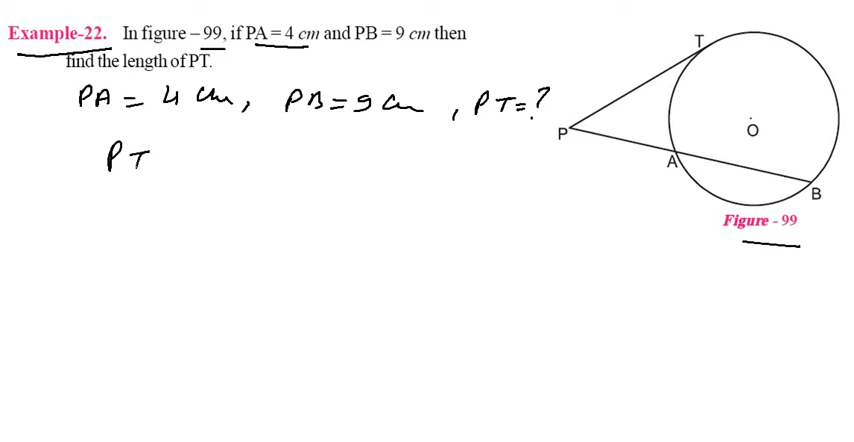 Example-22. In figure – 99, if PA = 4 cm and PB = 9 cm then
find the length of PT.
PA = 4 cm, PB = 9 cm, PT = ?
PT
T
P
O
A
B
Figure - 99